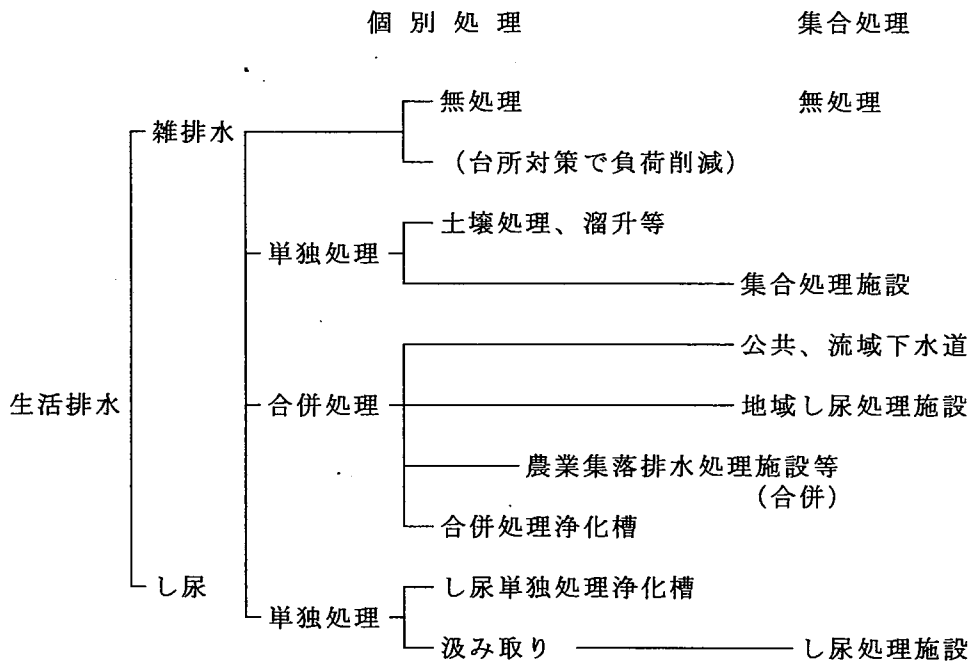 個別処理 集合処理
無処理 無処理
雑排水
(台所対策で負荷削減)
土壌処理、溜升等
単独処理
集合処理施設
公共、流域下水道
生活排水 合併処理 地域し尿処理施設
農業集落排水処理施設等
(合併)
合併処理浄化槽
し尿 し尿単独処理浄化槽
単独処理
汲み取り し尿処理施設